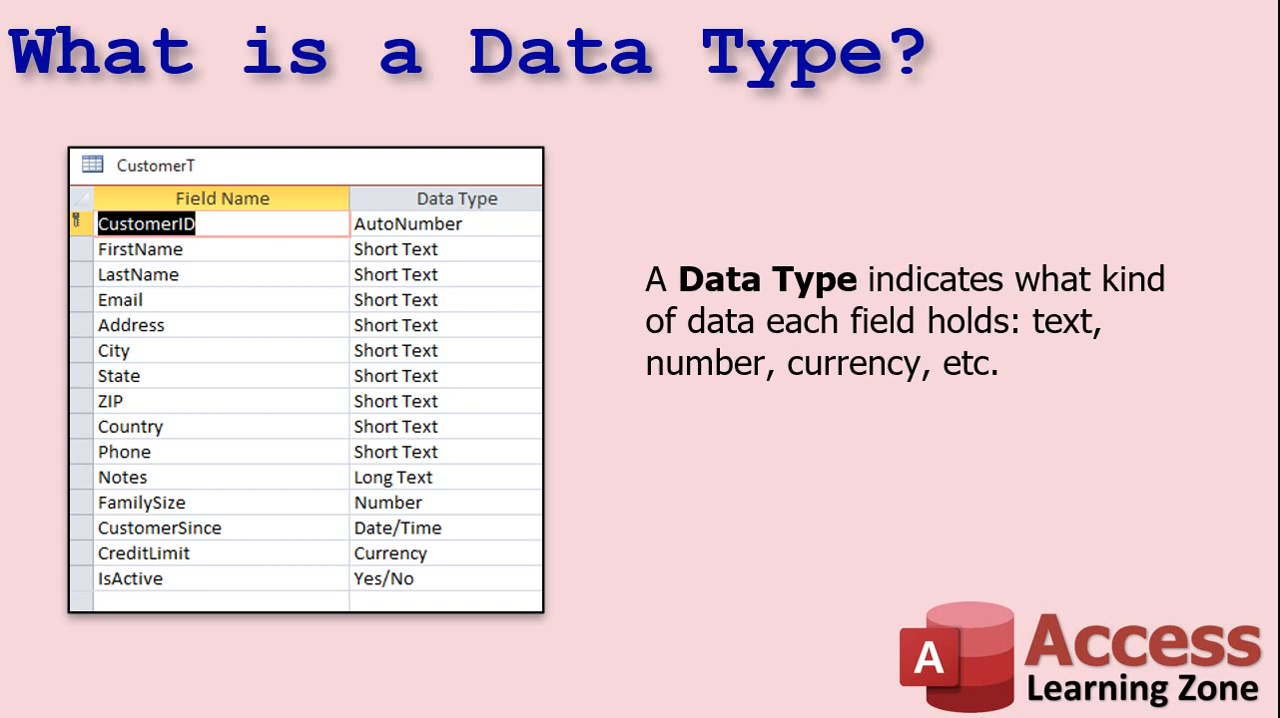 What is a Data Type?
CustomerT
Field Name Data Type
CustomerID AutoNumber
FirstName Short Text
LastName Short Text
Email Short Text
Address Short Text
City Short Text
State Short Text
ZIP Short Text
Country Short Text
Phone Short Text
Notes Long Text
FamilySize Number
CustomerSince Date/Time
CreditLimit Currency
IsActive Yes/No
A Data Type indicates what kind
of data each field holds: text,
number, currency, etc.
A
Access
Learning Zone